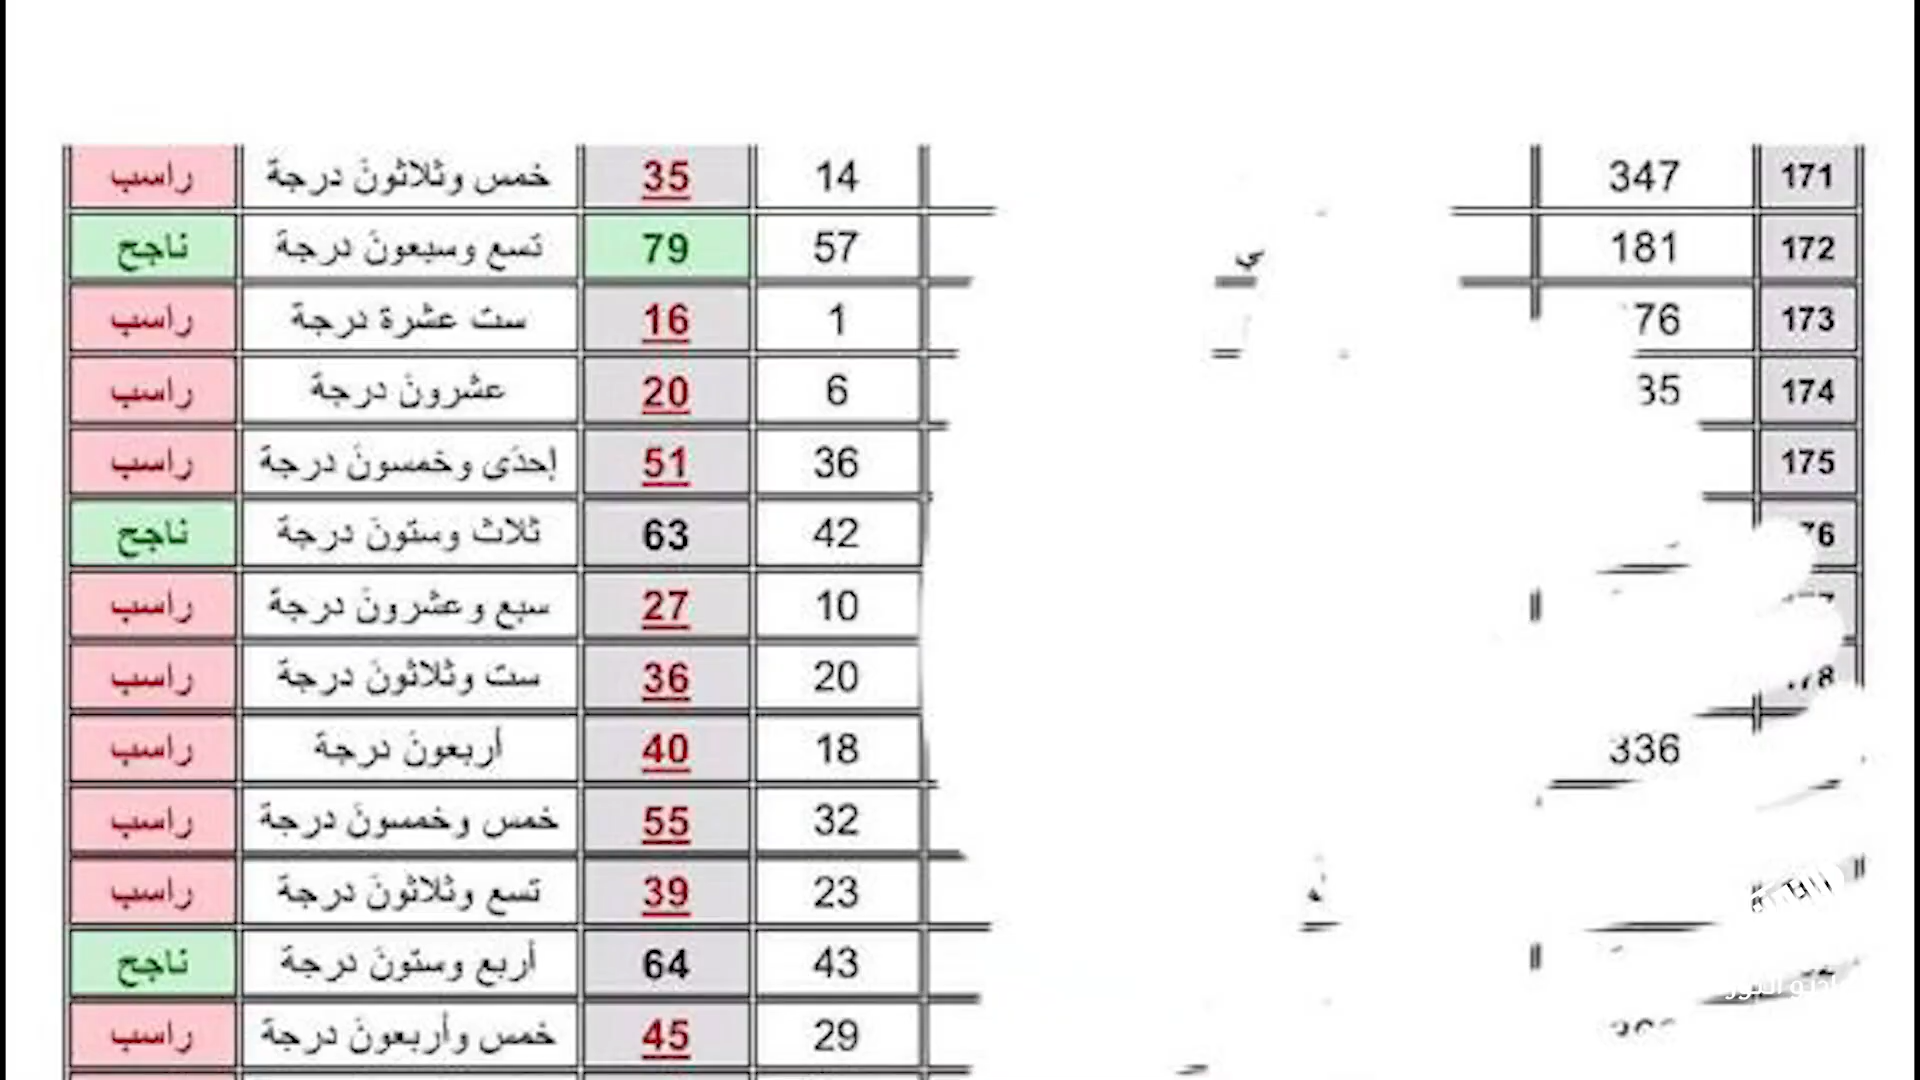 171 347 14 35 خمس وثلاثونَ درجة راسب
172 181 57 79 تسع وسبعونَ درجة ناجح
173 76 1 16 ست عشرة درجة راسب
174 35 6 20 عشرونَ درجة راسب
175 36 51 إحدَى وخمسونَ درجة راسب
42 63 ثلاث وستونَ درجة ناجح
10 27 سبع وعشرونَ درجة راسب
20 36 ست وثلاثونَ درجة راسب
336 18 40 أربعونَ درجة راسب
32 55 خمس وخمسونَ درجة راسب
23 39 تسع وثلاثونَ درجة راسب
43 64 أربع وستونَ درجة ناجح
29 45 خمس وأربعونَ درجة راسب